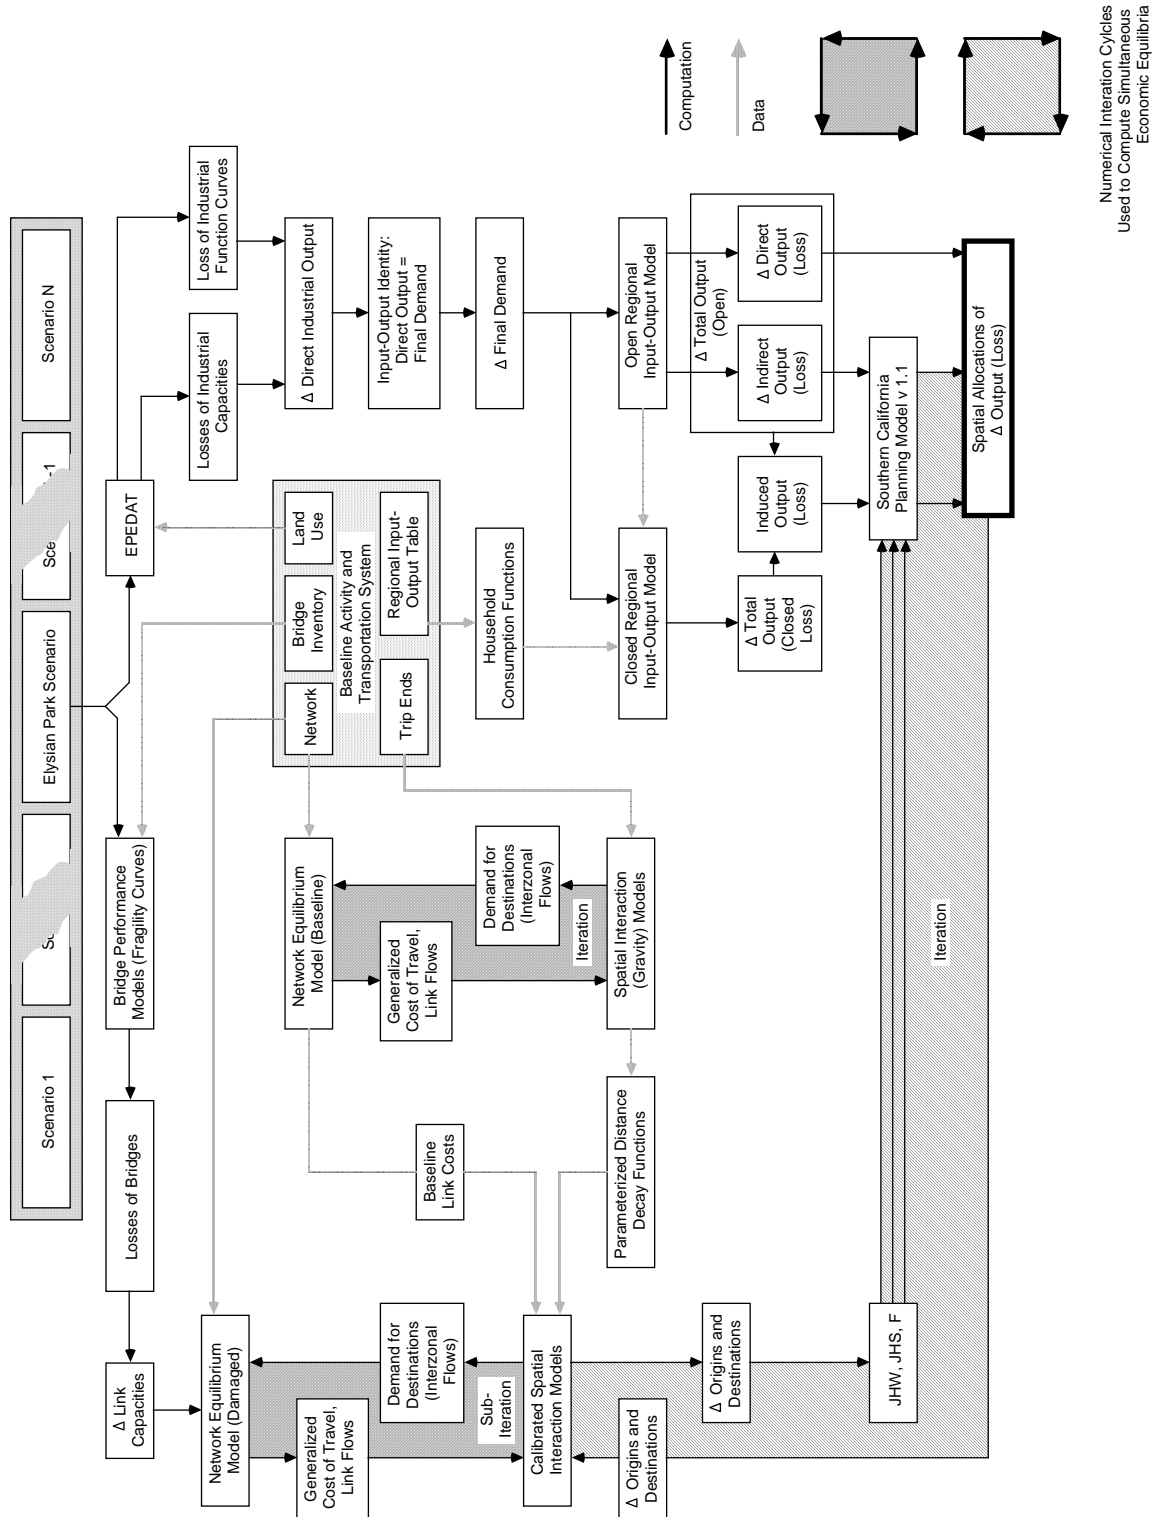 Scenario 1
Sc
Elysian Park Scenario
Sce
-1
Scenario N
Δ Link
Capacities
Losses of Bridges
Bridge Performance
Models (Fragility Curves)
EPEDAT
Losses of Industrial
Capacities
Loss of Industrial
Function Curves
Network Equilibrium
Model (Damaged)
Network Equilibrium
Model (Baseline)
Network
Bridge
Inventory
Land
Use
Baseline Activity and
Transportation System
Trip Ends
Regional Input-
Output Table
Δ Direct Industrial Output
Input-Output Identity:
Direct Output =
Final Demand
Δ Final Demand
Generalized
Cost of Travel,
Link Flows
Demand for
Destinations
(Interzonal
Flows)
Sub-
Iteration
Baseline
Link Costs
Generalized
Cost of Travel,
Link Flows
Demand for
Destinations
(Interzonal
Flows)
Iteration
Household
Consumption Functions
Calibrated Spatial
Interaction Models
Parameterized Distance
Decay Functions
Spatial Interaction
(Gravity) Models
Closed Regional
Input-Output Model
Open Regional
Input-Output Model
Δ Origins and
Destinations
Δ Origins and
Destinations
Δ Total
Output
(Closed
Loss)
Induced
Output
(Loss)
Δ Total Output
(Open)
Δ Indirect
Output
(Loss)
Δ Direct
Output
(Loss)
JHW, JHS, F
Southern California
Planning Model v 1.1
Iteration
Spatial Allocations of
Δ Output (Loss)
Computation
Data
Numerical Interation Cylcles
Used to Compute Simultaneous
Economic Equilibria